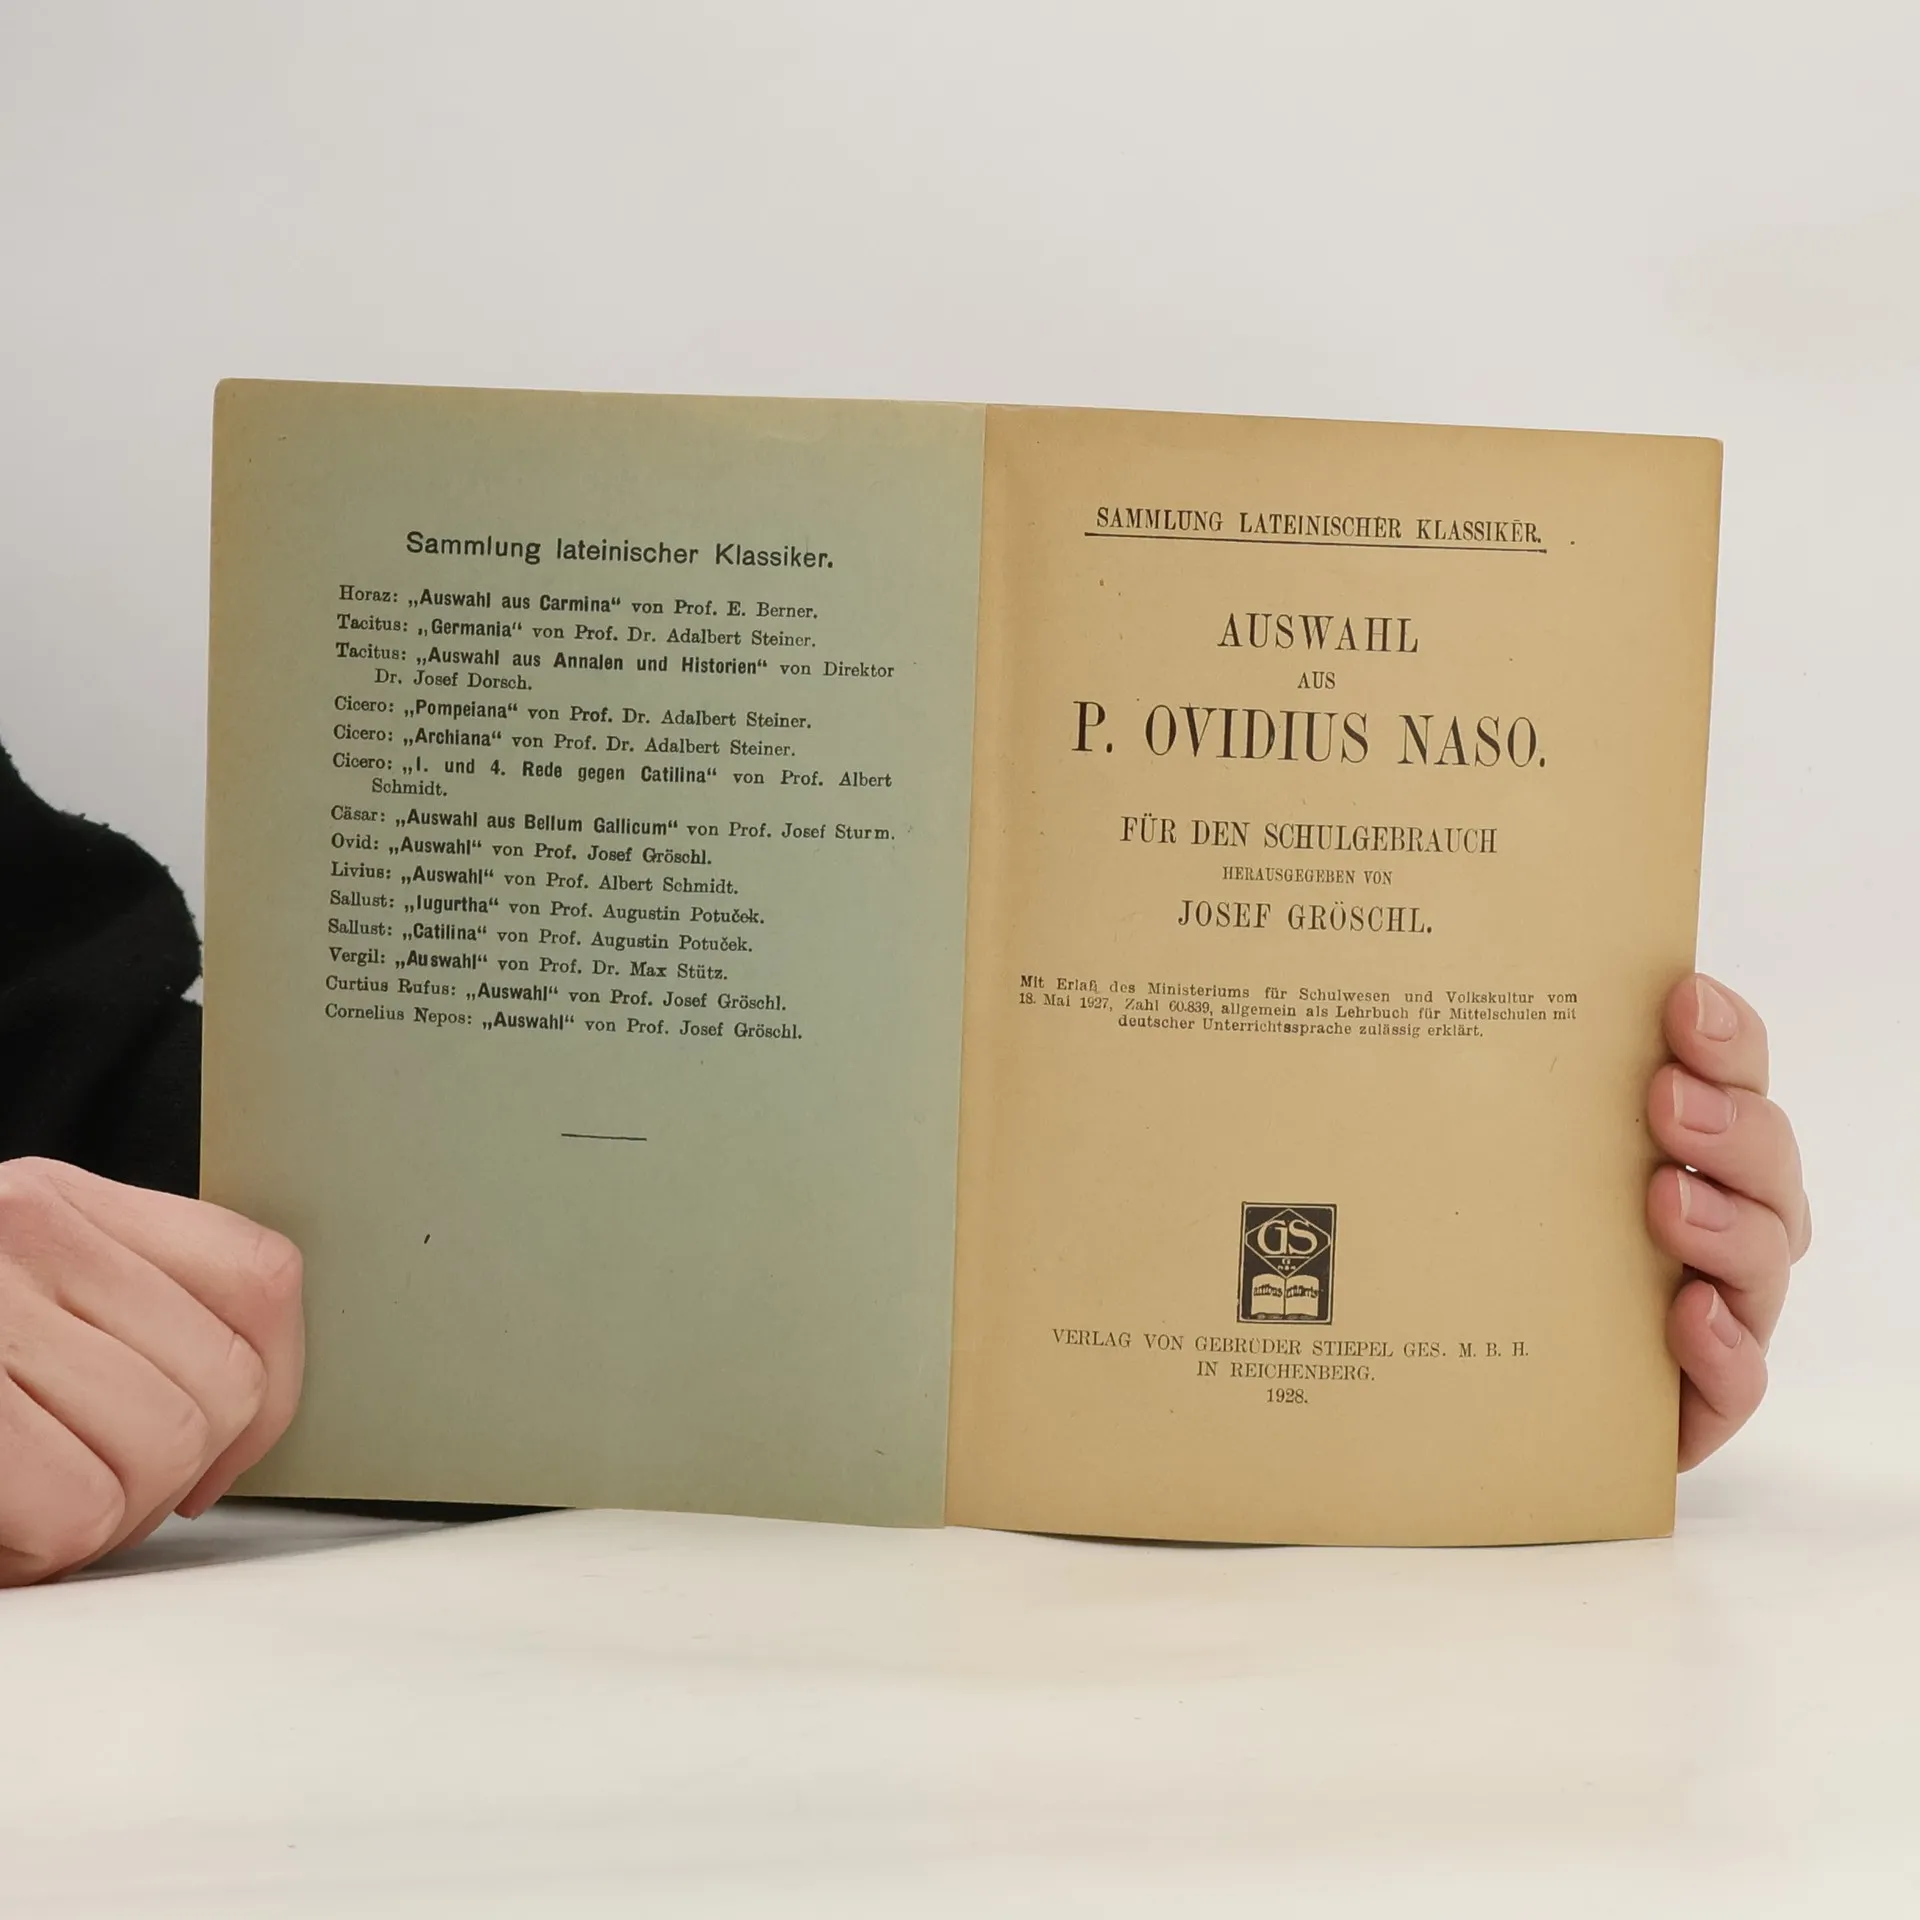 Sammlung lateinischer Klassiker.
Horaz: „Auswahl aus Carmina“ von Prof. E. Berner.
Tacitus: „Germania“ von Prof. Dr. Adalbert Steiner.
Tacitus: „Auswahl aus Annalen und Historien“ von Direktor
Dr. Josef Dorsch.
Cicero: „Pompeiana“ von Prof. Dr. Adalbert Steiner.
Cicero: „Archiana“ von Prof. Dr. Adalbert Steiner.
Cicero: „I. und 4. Rede gegen Catilina“ von Prof. Albert
Schmidt.
Cäsar: „Auswahl aus Bellum Gallicum“ von Prof. Josef Sturm.
Ovid: „Auswahl“ von Prof. Josef Gröschl.
Livius: „Auswahl“ von Prof. Albert Schmidt.
Sallust: „Iugurtha“ von Prof. Augustin Potuček.
Sallust: „Catilina“ von Prof. Augustin Potuček.
Vergil: „Auswahl“ von Prof. Dr. Max Stütz.
Curtius Rufus: „Auswahl“ von Prof. Josef Gröschl.
Cornelius Nepos: „Auswahl“ von Prof. Josef Gröschl.
SAMMLUNG LATEINISCHER KLASSIKER.
AUSWAHL
AUS
P. OVIDIUS NASO.
FÜR DEN SCHULGEBRAUCH
HERAUSGEGEBEN VON
JOSEF GRÖSCHL.
Mit Erlaß des Ministeriums für Schulwesen und Volkskultur vom
18. Mai 1927, Zahl 60.839, allgemein als Lehrbuch für Mittelschulen mit
deutscher Unterrichtssprache zulässig erklärt.
GS
VERLAG VON GEBRÜDER STIEPEL GES. M. B. H.
IN REICHENBERG.
1928.